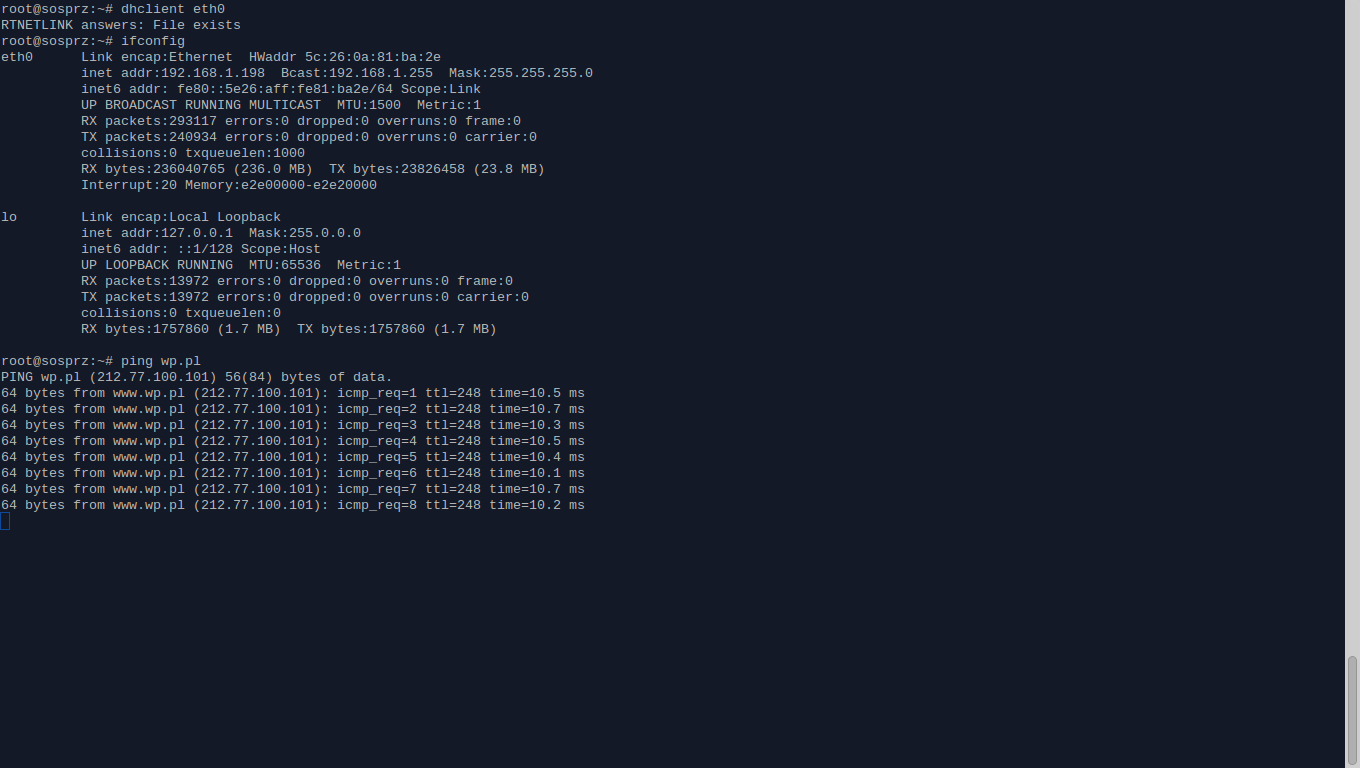 root@sosprz:~# dhclient eth0
RTNETLINK answers: File exists
root@sosprz:~# ifconfig
eth0      Link encap:Ethernet  HWaddr 5c:26:0a:81:ba:2e
          inet addr:192.168.1.198  Bcast:192.168.1.255  Mask:255.255.255.0
          inet6 addr: fe80::5e26:aff:fe81:ba2e/64 Scope:Link
          UP BROADCAST RUNNING MULTICAST  MTU:1500  Metric:1
          RX packets:293117 errors:0 dropped:0 overruns:0 frame:0
          TX packets:240934 errors:0 dropped:0 overruns:0 carrier:0
          collisions:0 txqueuelen:1000
          RX bytes:236040765 (236.0 MB)  TX bytes:23826458 (23.8 MB)
          Interrupt:20 Memory:e2e00000-e2e20000

lo        Link encap:Local Loopback
          inet addr:127.0.0.1  Mask:255.0.0.0
          inet6 addr: ::1/128 Scope:Host
          UP LOOPBACK RUNNING  MTU:65536  Metric:1
          RX packets:13972 errors:0 dropped:0 overruns:0 frame:0
          TX packets:13972 errors:0 dropped:0 overruns:0 carrier:0
          collisions:0 txqueuelen:0
          RX bytes:1757860 (1.7 MB)  TX bytes:1757860 (1.7 MB)

root@sosprz:~# ping wp.pl
PING wp.pl (212.77.100.101) 56(84) bytes of data.
64 bytes from www.wp.pl (212.77.100.101): icmp_req=1 ttl=248 time=10.5 ms
64 bytes from www.wp.pl (212.77.100.101): icmp_req=2 ttl=248 time=10.7 ms
64 bytes from www.wp.pl (212.77.100.101): icmp_req=3 ttl=248 time=10.3 ms
64 bytes from www.wp.pl (212.77.100.101): icmp_req=4 ttl=248 time=10.5 ms
64 bytes from www.wp.pl (212.77.100.101): icmp_req=5 ttl=248 time=10.4 ms
64 bytes from www.wp.pl (212.77.100.101): icmp_req=6 ttl=248 time=10.1 ms
64 bytes from www.wp.pl (212.77.100.101): icmp_req=7 ttl=248 time=10.7 ms
64 bytes from www.wp.pl (212.77.100.101): icmp_req=8 ttl=248 time=10.2 ms